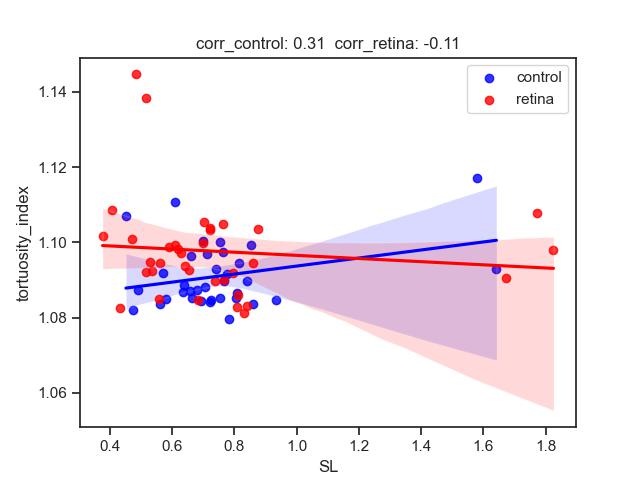 corr_control: 0.31  corr_retina: -0.11
control
retina
1.14
1.12
1.10
1.08
1.06
tortuosity_index
0.4 0.6 0.8 1.0 1.2 1.4 1.6 1.8
SL